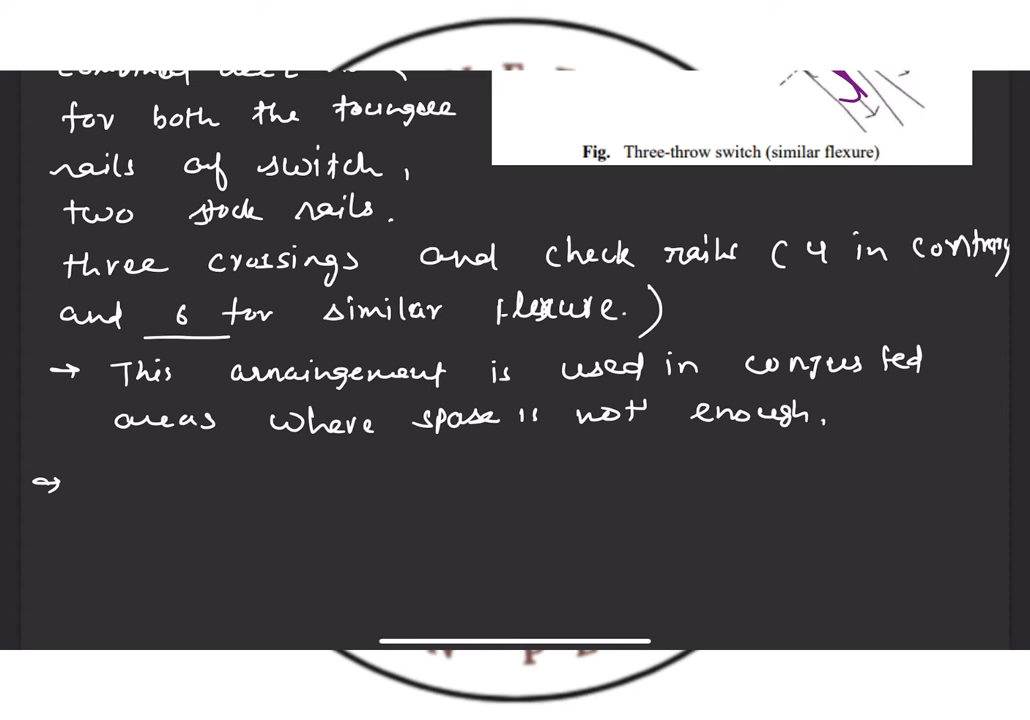 for both the toungee
Fig. Three-throw switch (similar flexure)
rails of switch,
two stock rails.
three crossings and check rails ( 4 in contrary
and 6 for similar flexure. )
→ This arraingement is used in conjusted
areas where spase is not enough.
→